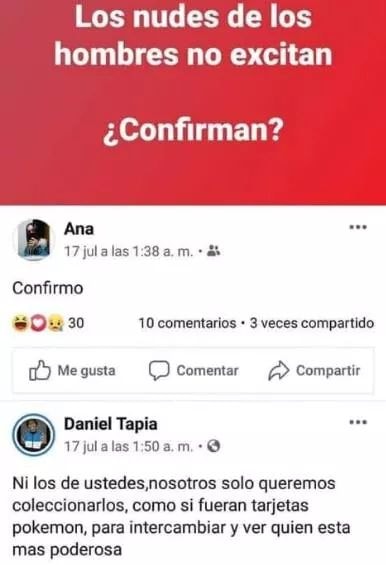 Los nudes de los
hombres no excitan
¿Confirman?
Ana
17 jul a las 1:38 a. m. •
Confirmo
30
10 comentarios • 3 veces compartido
Me gusta
Comentar
Compartir
Daniel Tapia
17 jul a las 1:50 a. m. •
Ni los de ustedes,nosotros solo queremos
coleccionarlos, como si fueran tarjetas
pokemon, para intercambiar y ver quien esta
mas poderosa